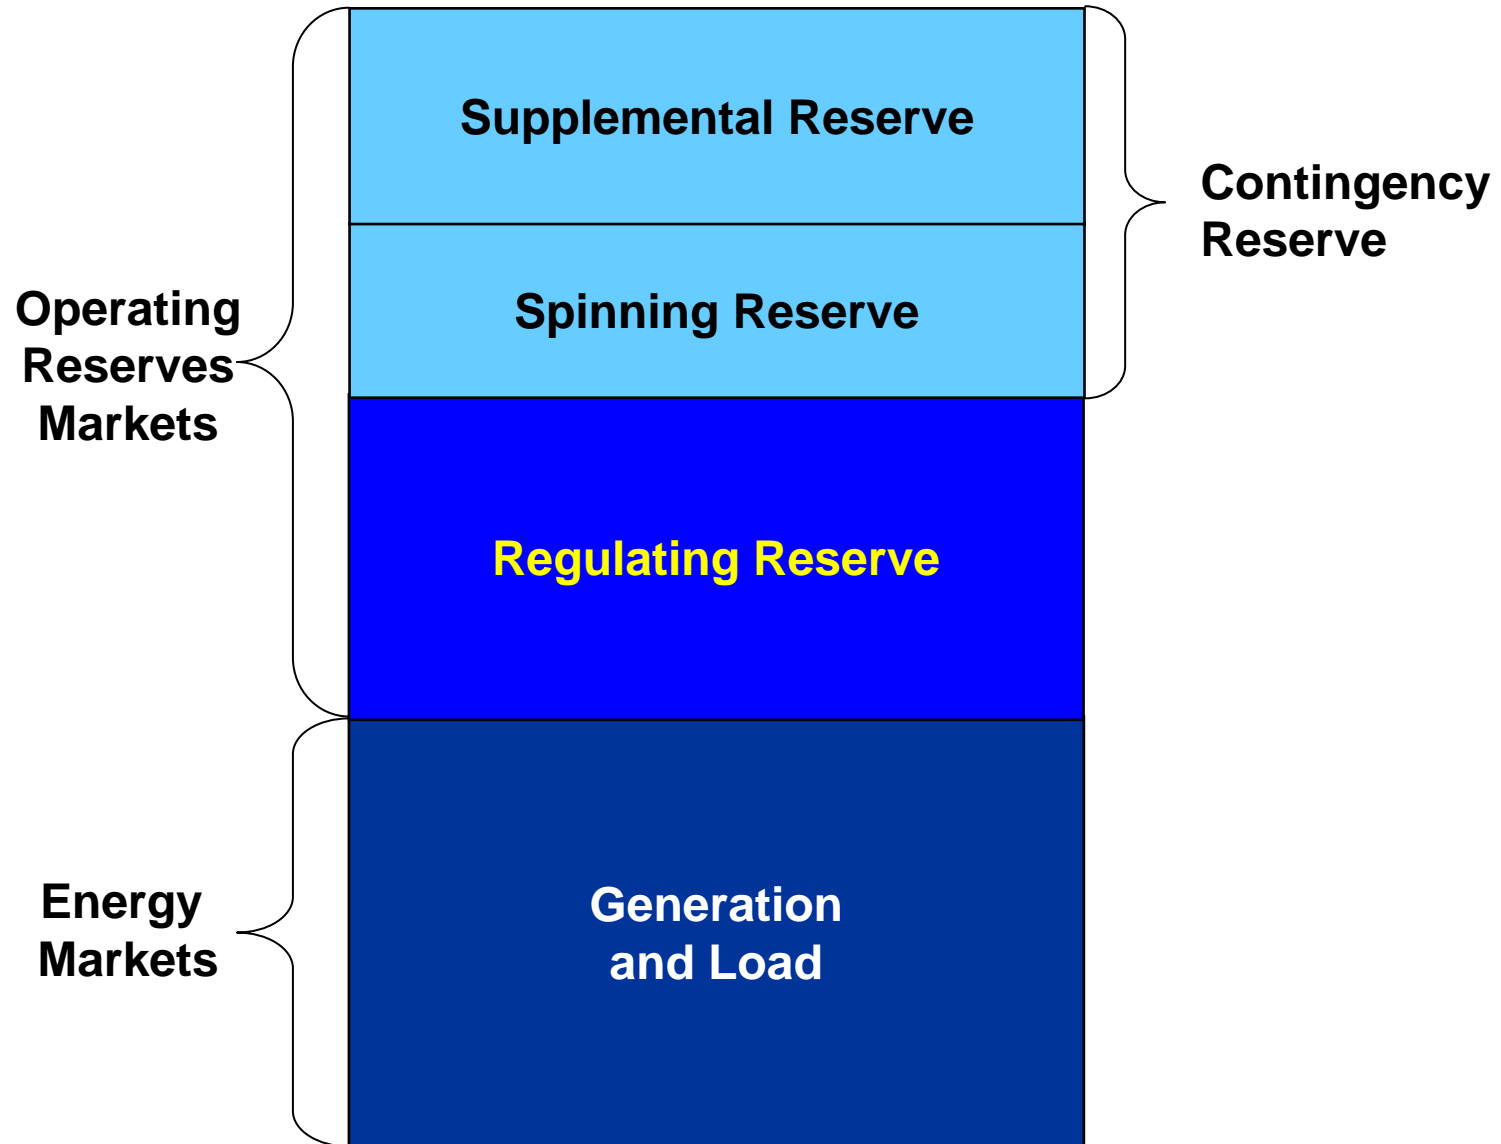 Supplemental Reserve
Contingency
Reserve
Spinning Reserve
Operating
Reserves
Markets
Regulating Reserve
Energy
Markets
Generation
and Load